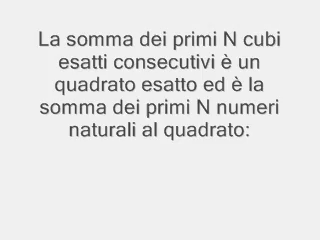 La somma dei primi N cubi
esatti consecutivi è un
quadrato esatto ed è la
somma dei primi N numeri
naturali al quadrato: